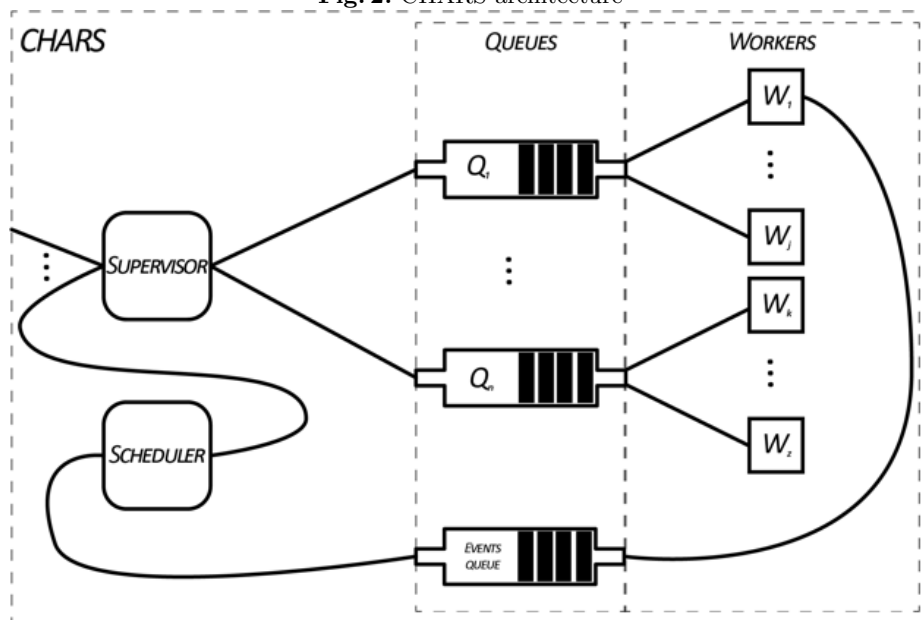 Fig. 2. CHARS architecture
CHARS
QUEUES
WORKERS
W1
Q1
Wj
SUPERVISOR
Wk
Qn
SCHEDULER
Wz
EVENTS
QUEUE